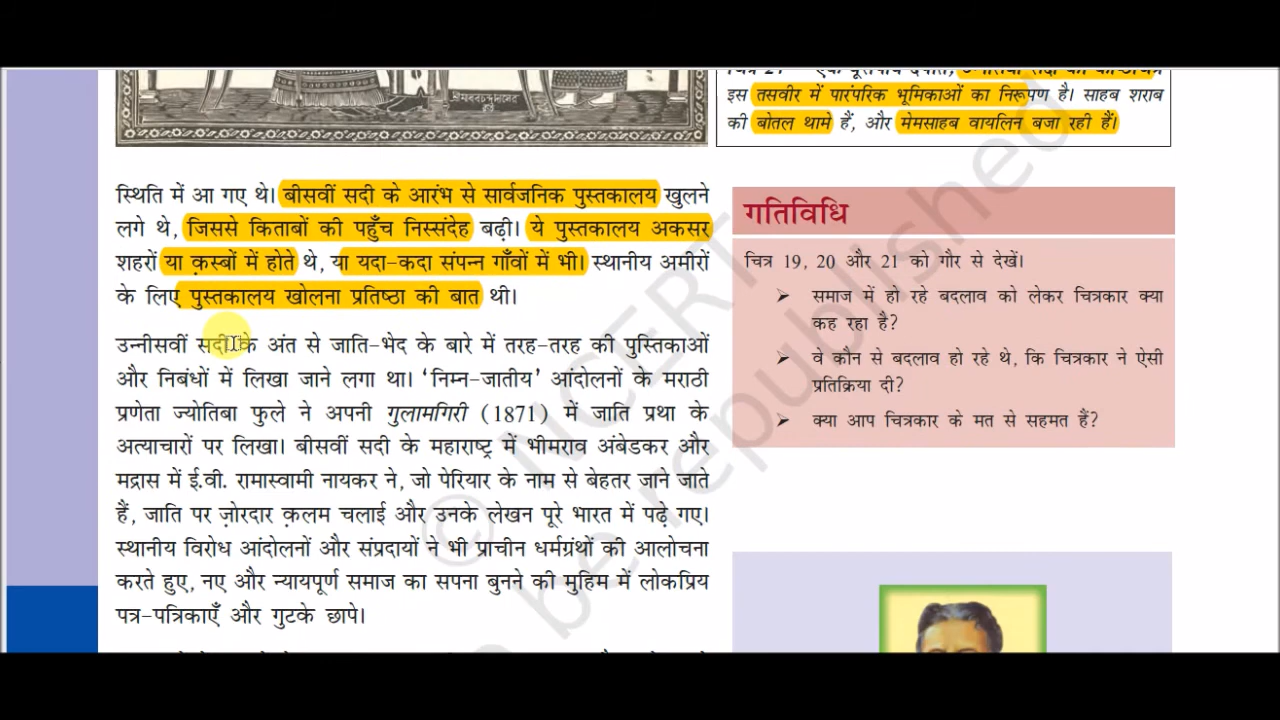 इस तस्वीर में पारंपरिक भूमिकाओं का निरूपण है। साहब शराब
की बोतल थामे हैं, और मेमसाहब वायलिन बजा रही हैं।
स्थिति में आ गए थे। बीसवीं सदी के आरंभ से सार्वजनिक पुस्तकालय खुलने
लगे थे, जिससे किताबों की पहुँच निस्संदेह बढ़ी। ये पुस्तकालय अकसर
शहरों या क़स्बों में होते थे, या यदा-कदा संपन्न गाँवों में भी। स्थानीय अमीरों
के लिए पुस्तकालय खोलना प्रतिष्ठा की बात थी।
उन्नीसवीं सदी के अंत से जाति-भेद के बारे में तरह-तरह की पुस्तिकाओं
और निबंधों में लिखा जाने लगा था। ‘निम्न-जातीय’ आंदोलनों के मराठी
प्रणेता ज्योतिबा फुले ने अपनी गुलामगिरी (1871) में जाति प्रथा के
अत्याचारों पर लिखा। बीसवीं सदी के महाराष्ट्र में भीमराव अंबेडकर और
मद्रास में ई.वी. रामास्वामी नायकर ने, जो पेरियार के नाम से बेहतर जाने जाते
हैं, जाति पर ज़ोरदार क़लम चलाई और उनके लेखन पूरे भारत में पढ़े गए।
स्थानीय विरोध आंदोलनों और संप्रदायों ने भी प्राचीन धर्मग्रंथों की आलोचना
करते हुए, नए और न्यायपूर्ण समाज का सपना बुनने की मुहिम में लोकप्रिय
पत्र-पत्रिकाएँ और गुटके छापे।
गतिविधि
चित्र 19, 20 और 21 को गौर से देखें।
➤ समाज में हो रहे बदलाव को लेकर चित्रकार क्या
कह रहा है?
➤ वे कौन से बदलाव हो रहे थे, कि चित्रकार ने ऐसी
प्रतिक्रिया दी?
➤ क्या आप चित्रकार के मत से सहमत हैं?
© NCERT
be republished